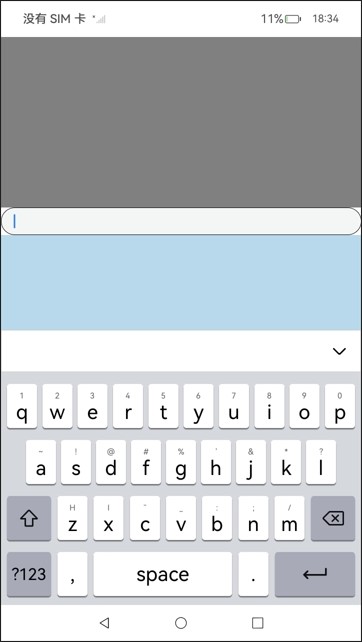 没有 SIM 卡 11% 18:34
1 2 3 4 5 6 7 8 9 0
q w e r t y u i o p
~ ! @ # % ' & * ?
a s d f g h j k l
- _ : ; /
z x c v b n m
?123 , space .